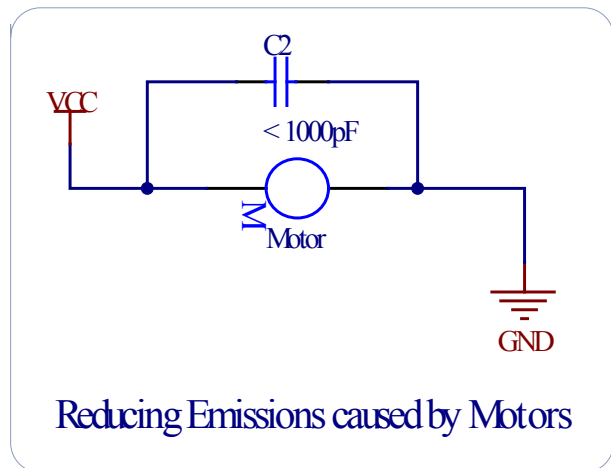 C2
VCC
< 1000pF
M
Motor
GND
Reducing Emissions caused by Motors